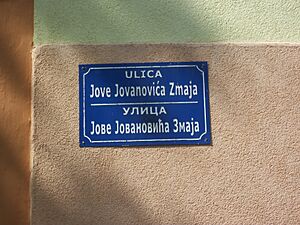 ULICA
Jove Jovanovića Zmaja
УЛИЦА
Јове Јовановића Змаја